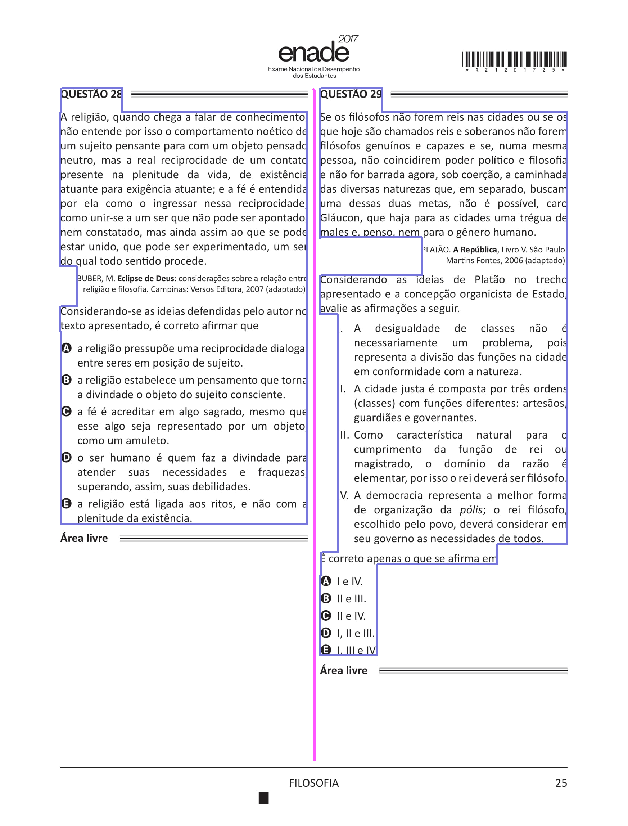 2017
enade
Exame Nacional de Desempenho
dos Estudantes
*R2120172 5*
QUESTÃO 28
A religião, quando chega a falar de conhecimento
não entende por isso o comportamento noético de
um sujeito pensante para com um objeto pensado
neutro, mas a real reciprocidade de um contato
presente na plenitude da vida, de existência
atuante para exigência atuante; e a fé é entendida
por ela como o ingressar nessa reciprocidade
como unir-se a um ser que não pode ser apontado
nem constatado, mas ainda assim ao que se pode
estar unido, que pode ser experimentado, um ser
do qual todo sentido procede.
BUBER, M. Eclipse de Deus: considerações sobre a relação entre
religião e filosofia. Campinas: Versos Editora, 2007 (adaptado)
Considerando-se as ideias defendidas pelo autor no
texto apresentado, é correto afirmar que
A a religião pressupõe uma reciprocidade dialoga
entre seres em posição de sujeito.
B a religião estabelece um pensamento que torna
a divindade o objeto do sujeito consciente.
C a fé é acreditar em algo sagrado, mesmo que
esse algo seja representado por um objeto
como um amuleto.
D o ser humano é quem faz a divindade para
atender suas necessidades e fraquezas
superando, assim, suas debilidades.
E a religião está ligada aos ritos, e não com a
plenitude da existência.
Área livre
QUESTÃO 29
Se os filósofos não forem reis nas cidades ou se os
que hoje são chamados reis e soberanos não forem
filósofos genuínos e capazes e se, numa mesma
pessoa, não coincidirem poder político e filosofia
e não for barrada agora, sob coerção, a caminhada
das diversas naturezas que, em separado, buscam
uma dessas duas metas, não é possível, caro
Gláucon, que haja para as cidades uma trégua de
males e, penso, nem para o gênero humano.
PLATÃO. A República, Livro V. São Paulo
Martins Fontes, 2006 (adaptado)
Considerando as ideias de Platão no trecho
apresentado e a concepção organicista de Estado,
avalie as afirmações a seguir.
I. A desigualdade de classes não é
necessariamente um problema, pois
representa a divisão das funções na cidade
em conformidade com a natureza.
II. A cidade justa é composta por três ordens
(classes) com funções diferentes: artesãos,
guardiães e governantes.
III. Como característica natural para o
cumprimento da função de rei ou
magistrado, o domínio da razão é
elementar, por isso o rei deverá ser filósofo.
IV. A democracia representa a melhor forma
de organização da pólis; o rei filósofo,
escolhido pelo povo, deverá considerar em
seu governo as necessidades de todos.
É correto apenas o que se afirma em
A I e IV.
B II e III.
C II e IV.
D I, II e III.
E I, III e IV
Área livre
FILOSOFIA
25